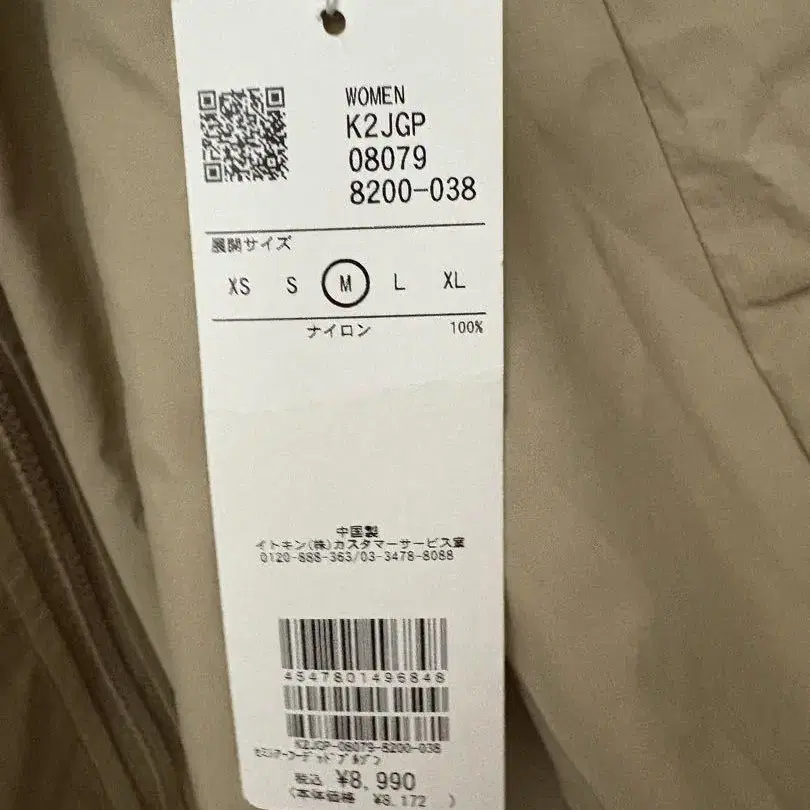 WOMEN
K2JGP
08079
8200-038
展開サイズ
XS S M L XL
ナイロン 100%
中国製
イトキン(株)カスタマーサービス室
0120-888-363/03-3478-8088
4547801496848
K2JGP-08079-8200-038
税込 ¥8,990
(本体価格 ¥8,172 )